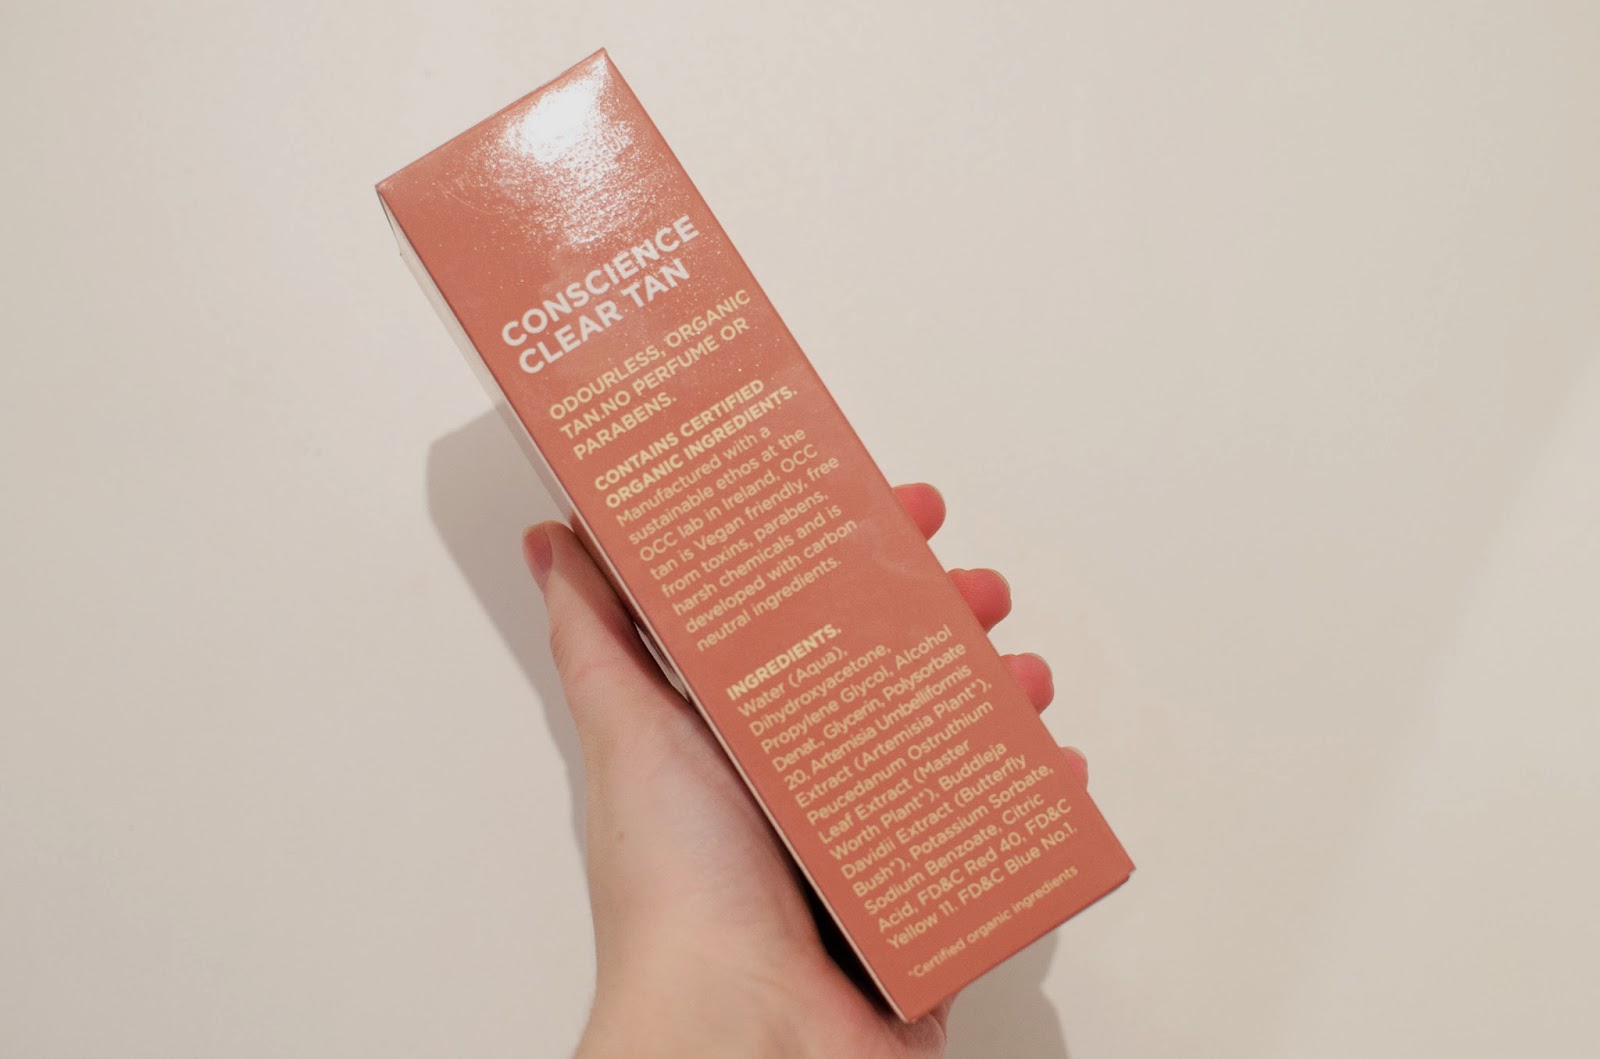 CONSCIENCE
CLEAR TAN
ODOURLESS, ORGANIC
TAN.NO PERFUME OR
PARABENS.
CONTAINS CERTIFIED
ORGANIC INGREDIENTS.
Manufactured with a
sustainable ethos at the
OCC lab in Ireland, OCC
tan is Vegan friendly, free
from toxins, parabens,
harsh chemicals and is
developed with carbon
neutral ingredients.
INGREDIENTS.
Water (Aqua),
Dihydroxyacetone,
Propylene Glycol, Alcohol
Denat, Glycerin, Polysorbate
20, Artemisia Umbelliformis
Extract (Artemisia Plant*),
Peucedanum Ostruthium
Leaf Extract (Master
Worth Plant*), Buddleja
Davidii Extract (Butterfly
Bush*), Potassium Sorbate,
Sodium Benzoate, Citric
Acid, FD&C Red 40, FD&C
Yellow 11. FD&C Blue No.1.
*Certified organic ingredients